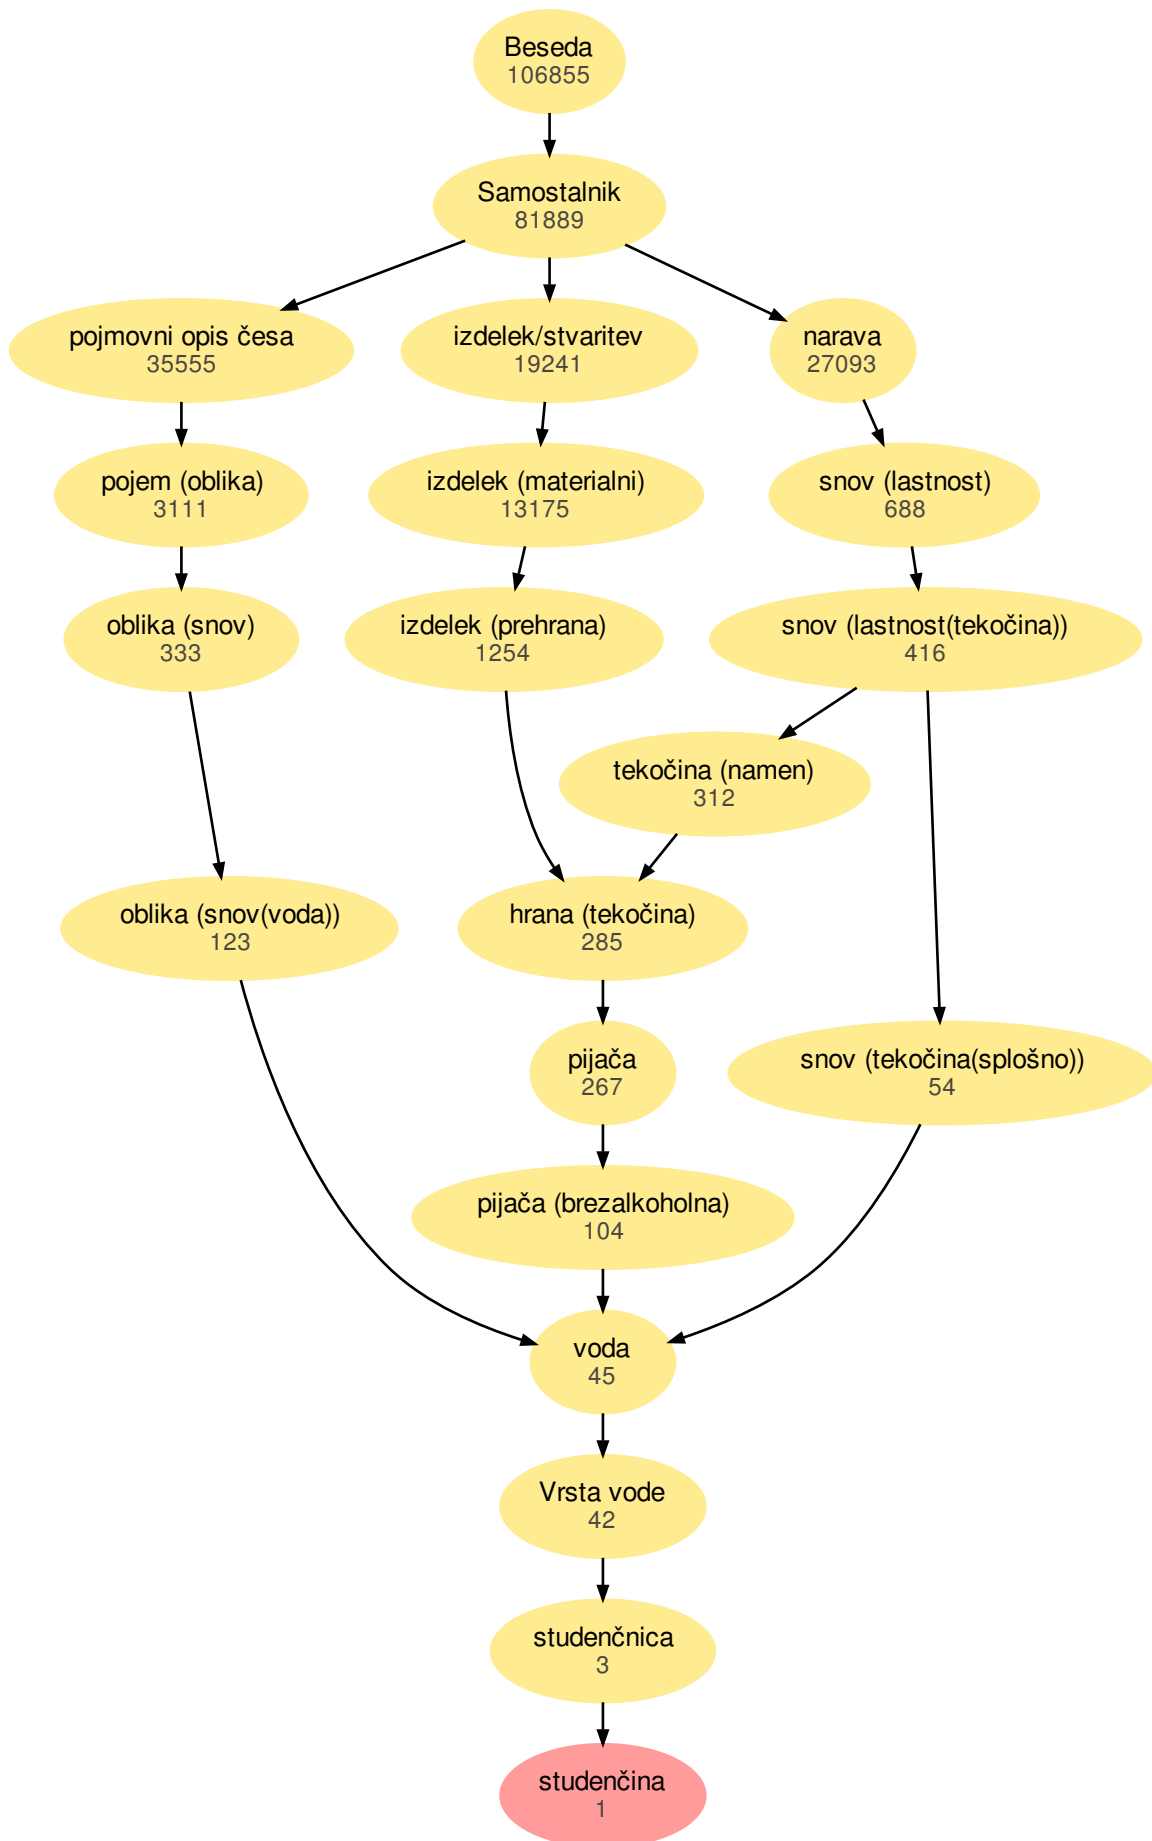 Beseda
106855
Samostalnik
81889
pojmovni opis česa
35555
izdelek/stvaritev
19241
narava
27093
pojem (oblika)
3111
izdelek (materialni)
13175
snov (lastnost)
688
oblika (snov)
333
izdelek (prehrana)
1254
snov (lastnost(tekočina))
416
tekočina (namen)
312
oblika (snov(voda))
123
hrana (tekočina)
285
pijača
267
snov (tekočina(splošno))
54
pijača (brezalkoholna)
104
voda
45
Vrsta vode
42
studenčnica
3
studenčina
1